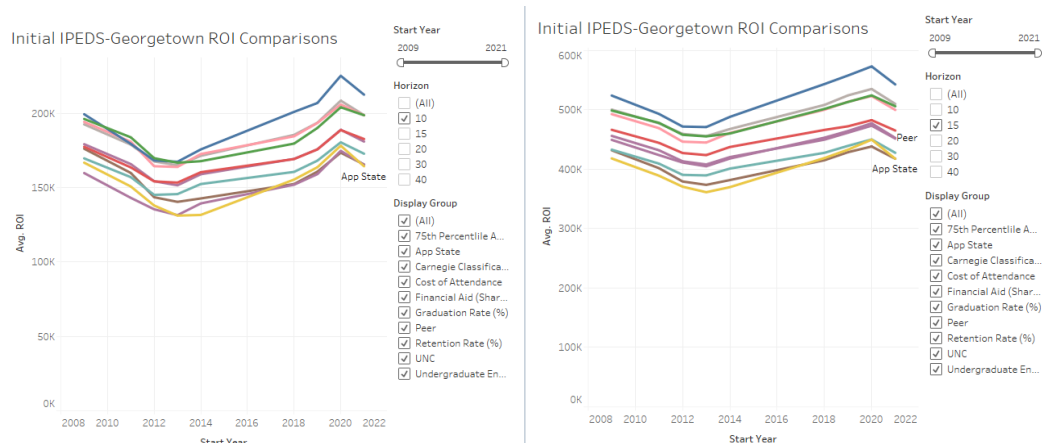 Initial IPEDS-Georgetown ROI Comparisons
200K
150K
100K
50K
0K
Avg. ROI
App State
2008 2010 2012 2014 2016 2018 2020 2022
Start Year
Start Year
2009 2021
Horizon
(All)
10
15
20
30
40
Display Group
(All)
75th Percentlile A...
App State
Carnegie Classifica...
Cost of Attendance
Financial Aid (Shar...
Graduation Rate (%)
Peer
Retention Rate (%)
UNC
Undergraduate En...
Initial IPEDS-Georgetown ROI Comparisons
600K
500K
400K
300K
200K
100K
0K
Avg. ROI
Peer
App State
2008 2010 2012 2014 2016 2018 2020 2022
Start Year
Start Year
2009 2021
Horizon
(All)
10
15
20
30
40
Display Group
(All)
75th Percentlile A...
App State
Carnegie Classifica...
Cost of Attendance
Financial Aid (Shar...
Graduation Rate (%)
Peer
Retention Rate (%)
UNC
Undergraduate En...